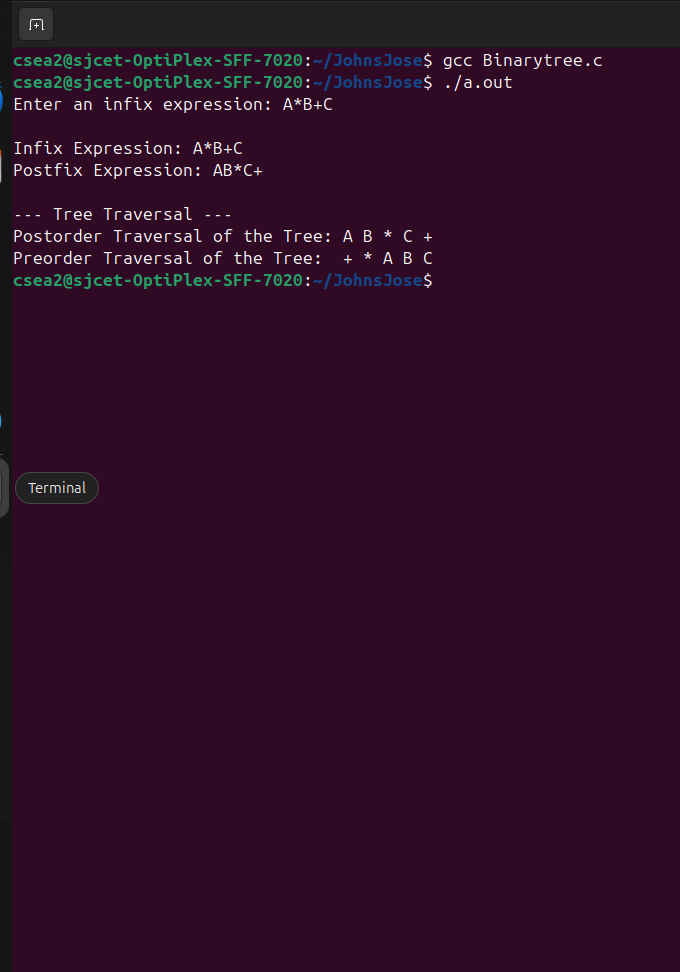 csea2@sjcet-OptiPlex-SFF-7020:~/JohnsJose$ gcc Binarytree.c
csea2@sjcet-OptiPlex-SFF-7020:~/JohnsJose$ ./a.out
Enter an infix expression: A*B+C
Infix Expression: A*B+C
Postfix Expression: AB*C+
--- Tree Traversal ---
Postorder Traversal of the Tree: A B * C +
Preorder Traversal of the Tree:  + * A B C
csea2@sjcet-OptiPlex-SFF-7020:~/JohnsJose$
Terminal